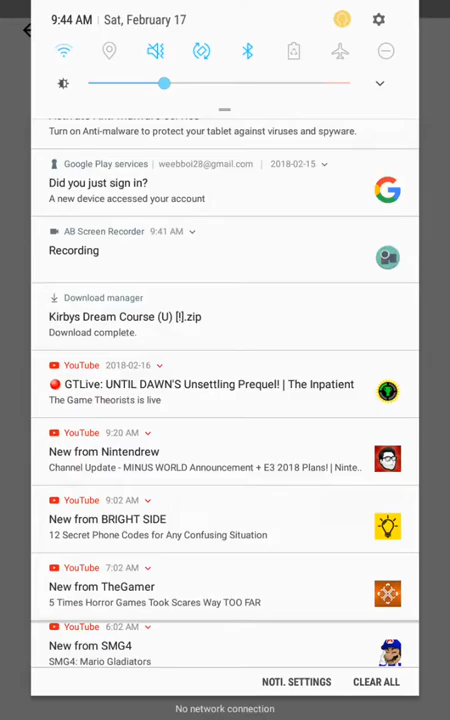 9:44 AM | Sat, February 17
Activate Anti-malware service
Turn on Anti-malware to protect your tablet against viruses and spyware.
Google Play services | weebboi28@gmail.com | 2018-02-15
Did you just sign in?
A new device accessed your account
AB Screen Recorder 9:41 AM
Recording
Download manager
Kirbys Dream Course (U) [!].zip
Download complete.
YouTube 2018-02-16
🔴 GTLive: UNTIL DAWN'S Unsettling Prequel! | The Inpatient
The Game Theorists is live
YouTube 9:20 AM
New from Nintendrew
Channel Update - MINUS WORLD Announcement + E3 2018 Plans! | Ninte..
YouTube 9:02 AM
New from BRIGHT SIDE
12 Secret Phone Codes for Any Confusing Situation
YouTube 7:02 AM
New from TheGamer
5 Times Horror Games Took Scares Way TOO FAR
YouTube 6:02 AM
New from SMG4
SMG4: Mario Gladiators
NOTI. SETTINGS CLEAR ALL
No network connection